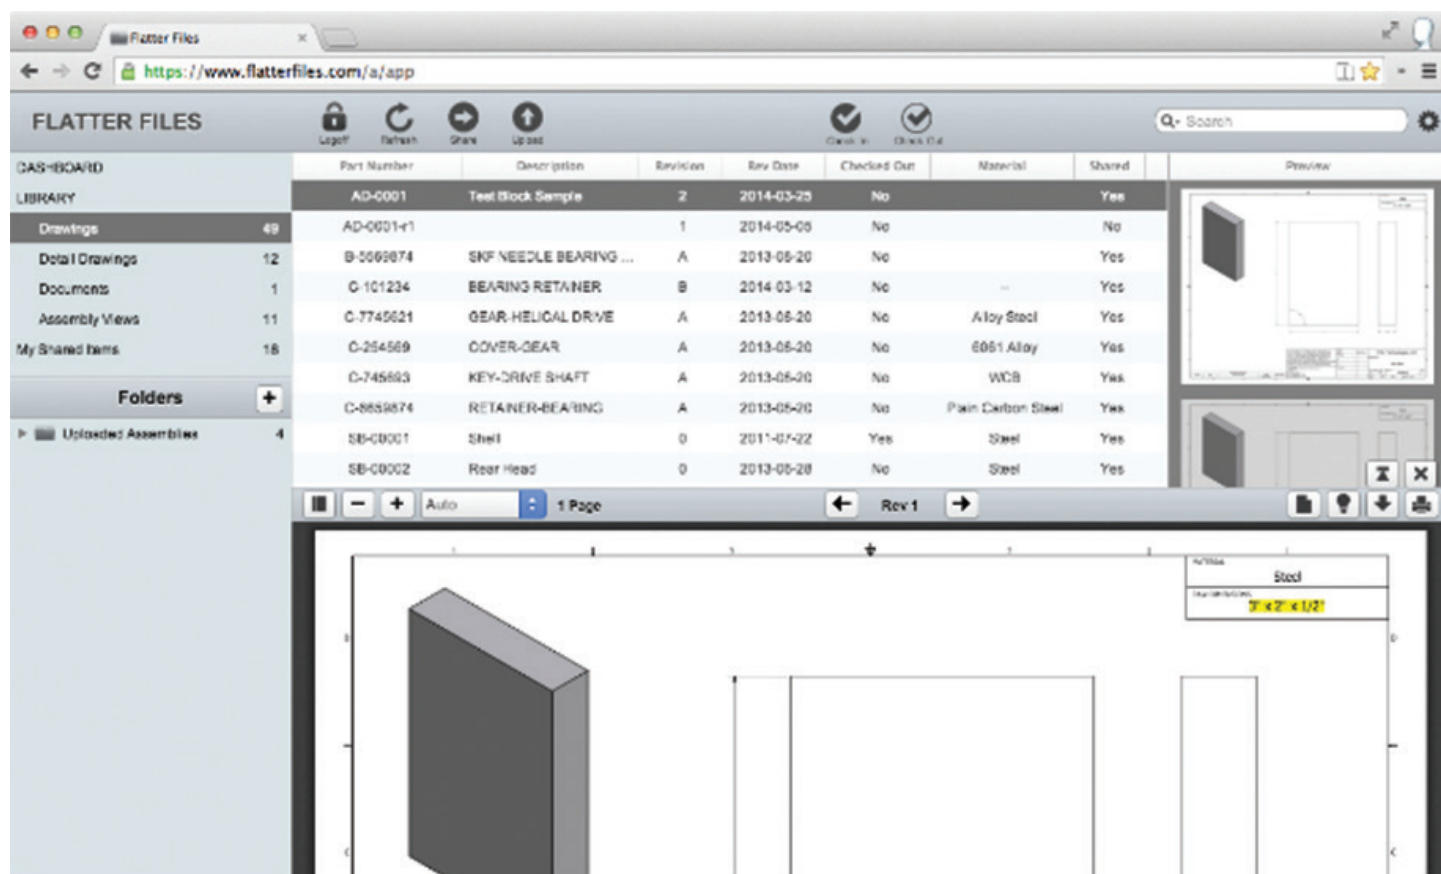 Flatter Files
https://www.flatterfiles.com/a/app
FLATTER FILES
Logoff Refresh Share Upload Check In Check Out
Search
DASHBOARD
LIBRARY
Drawings 49
Detail Drawings 12
Documents 1
Assembly Views 11
My Shared Items 18
Folders +
Uploaded Assemblies 4
Part Number Description Revision Rev Date Checked Out Material Shared Preview
AD-0001 Test Block Sample 2 2014-03-25 No Yes
AD-0001-r1 1 2014-05-05 No No
SKF NEEDLE BEARING ... A 2013-05-20 No Yes
C-101234 BEARING RETAINER B 2014-03-12 No -- Yes
C-7745621 GEAR-HELICAL DRIVE A 2013-05-20 No Alloy Steel Yes
C-254569 COVER-GEAR A 2013-05-20 No 6061 Alloy Yes
C-745693 KEY-DRIVE SHAFT A 2013-05-20 No WCB Yes
C-8659874 RETAINER-BEARING A 2013-05-20 No Plain Carbon Steel Yes
SB-00001 Shell 0 2011-07-22 Yes Steel Yes
SB-00002 Rear Head 0 2013-05-28 No Steel Yes
Auto 1 Page Rev 1
MATERIAL
Steel
3" x 2" x 1/2"